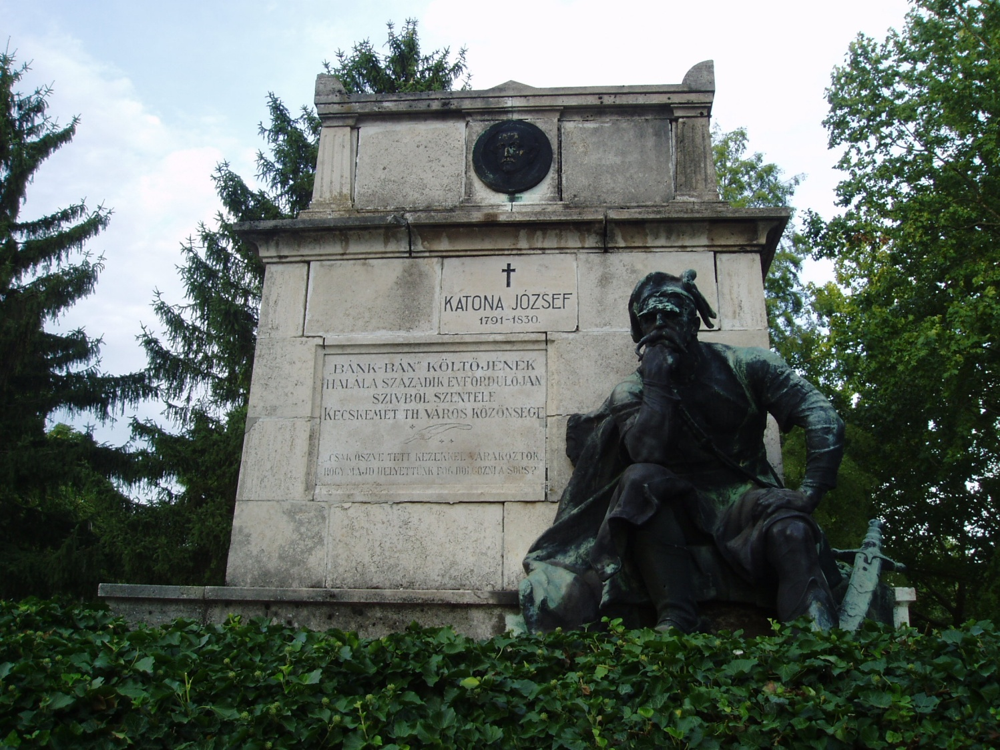 KATONA JÓZSEF
1791-1830.
„BÁNK-BÁN" KÖLTŐJÉNEK
HALÁLA SZÁZADIK ÉVFORDULÓJÁN
SZIVBŐL SZENTELE
KECSKEMÉT TH. VÁROS KÖZÖNSÉGE
„CSAK ÖSZVE TETT KEZEKKEL VÁRAKOZTOK
HOGY MAJD HELYETTÜNK FOG DOLGOZNI A SORS?"